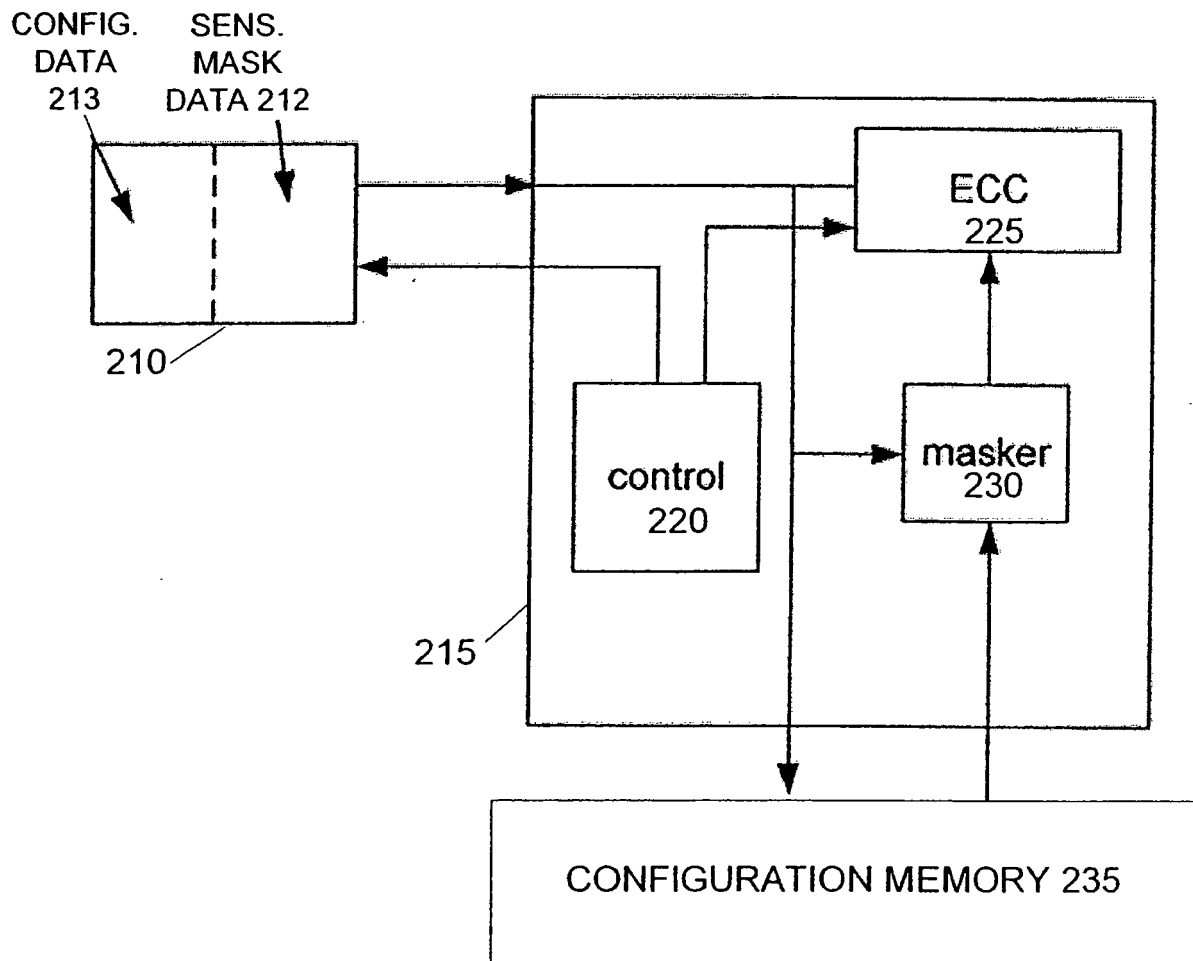 CONFIG.
DATA
213
SENS.
MASK
DATA 212
ECC
225
210
control
220
masker
230
215
CONFIGURATION MEMORY 235